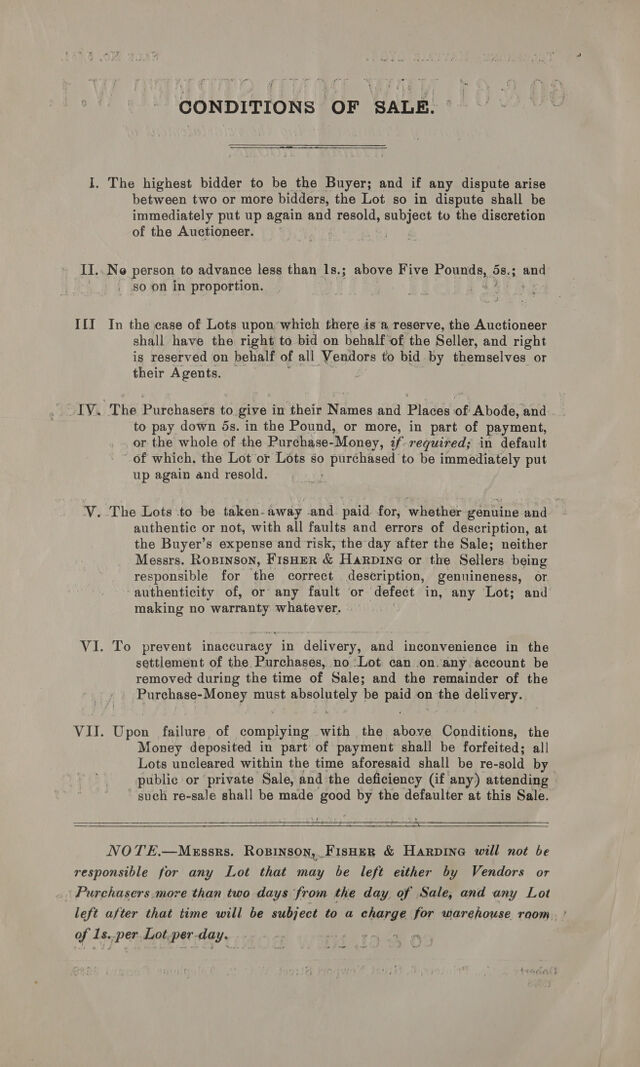 CONDITIONS OF SALE.
I. The highest bidder to be the Buyer; and if any dispute arise
between two or more bidders, the Lot so in dispute shall be
immediately put up again and resold, subject to the discretion
of the Auctioneer.
II. No person to advance less than 1s.; above Five Pounds, 5s.; and
so on in proportion.
III In the case of Lots upon which there is a reserve, the Auctioneer
shall have the right to bid on behalf of the Seller, and right
is reserved on behalf of all Vendors to bid by themselves or
their Agents.
IV. The Purchasers to give in their Names and Places of Abode, and
to pay down 5s. in the Pound, or more, in part of payment,
or the whole of the Purchase-Money, if required; in default
of which, the Lot or Lots so purchased to be immediately put
up again and resold.
V. The Lots to be taken away and paid for, whether genuine and
authentic or not, with all faults and errors of description, at
the Buyer's expense and risk, the day after the Sale; neither
Messrs. Robinson, Fisher & Harding or the Sellers being
responsible for the correct description, genuineness, or
authenticity of, or any fault or defect in, any Lot; and
making no warranty whatever.
VI. To prevent inaccuracy in delivery, and inconvenience in the
settlement of the Purchases, no Lot can on any account be
removed during the time of Sale; and the remainder of the
Purchase-Money must absolutely be paid on the delivery.
VII. Upon failure of complying with the above Conditions, the
Money deposited in part of payment shall be forfeited; all
Lots uncleared within the time aforesaid shall be re-sold by
public or private Sale, and the deficiency (if any) attending
such re-sale shall be made good by the defaulter at this Sale.
NOTE.—Messrs. Robinson, Fisher & Harding will not be
responsible for any Lot that may be left either by Vendors or
Purchasers more than two days from the day of Sale, and any Lot
left after that time will be subject to a charge for warehouse room
of 1s. per Lot per day.